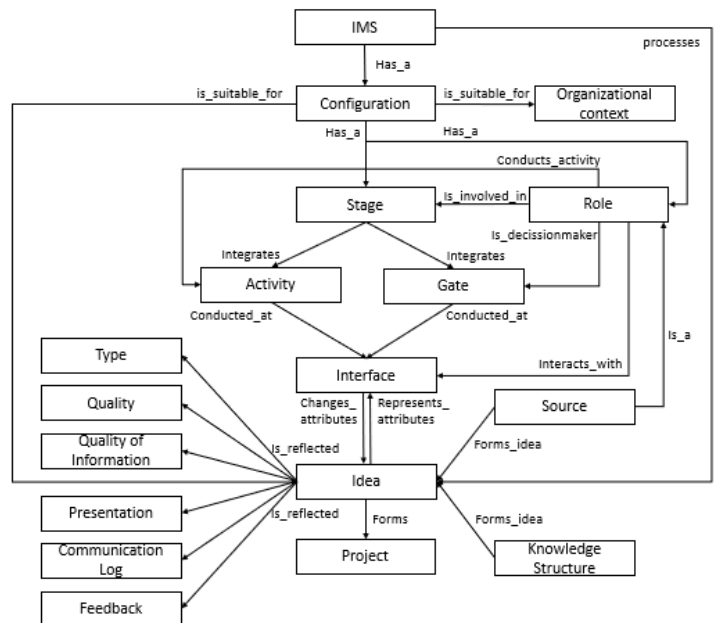 IMS
processes
Has_a
is_suitable_for
Configuration
is_suitable_for
Organizational
context
Has_a
Has_a
Conducts_activity
Stage
Is_involved_in
Role
Is_decissionmaker
Integrates
Integrates
Activity
Gate
Conducted_at
Conducted_at
Is_a
Type
Interface
Interacts_with
Changes_
attributes
Represents_
attributes
Quality
Source
Quality of
Information
Is_reflected
Forms_idea
Idea
Presentation
Is_reflected
Forms
Forms_idea
Communication
Log
Project
Knowledge
Structure
Feedback